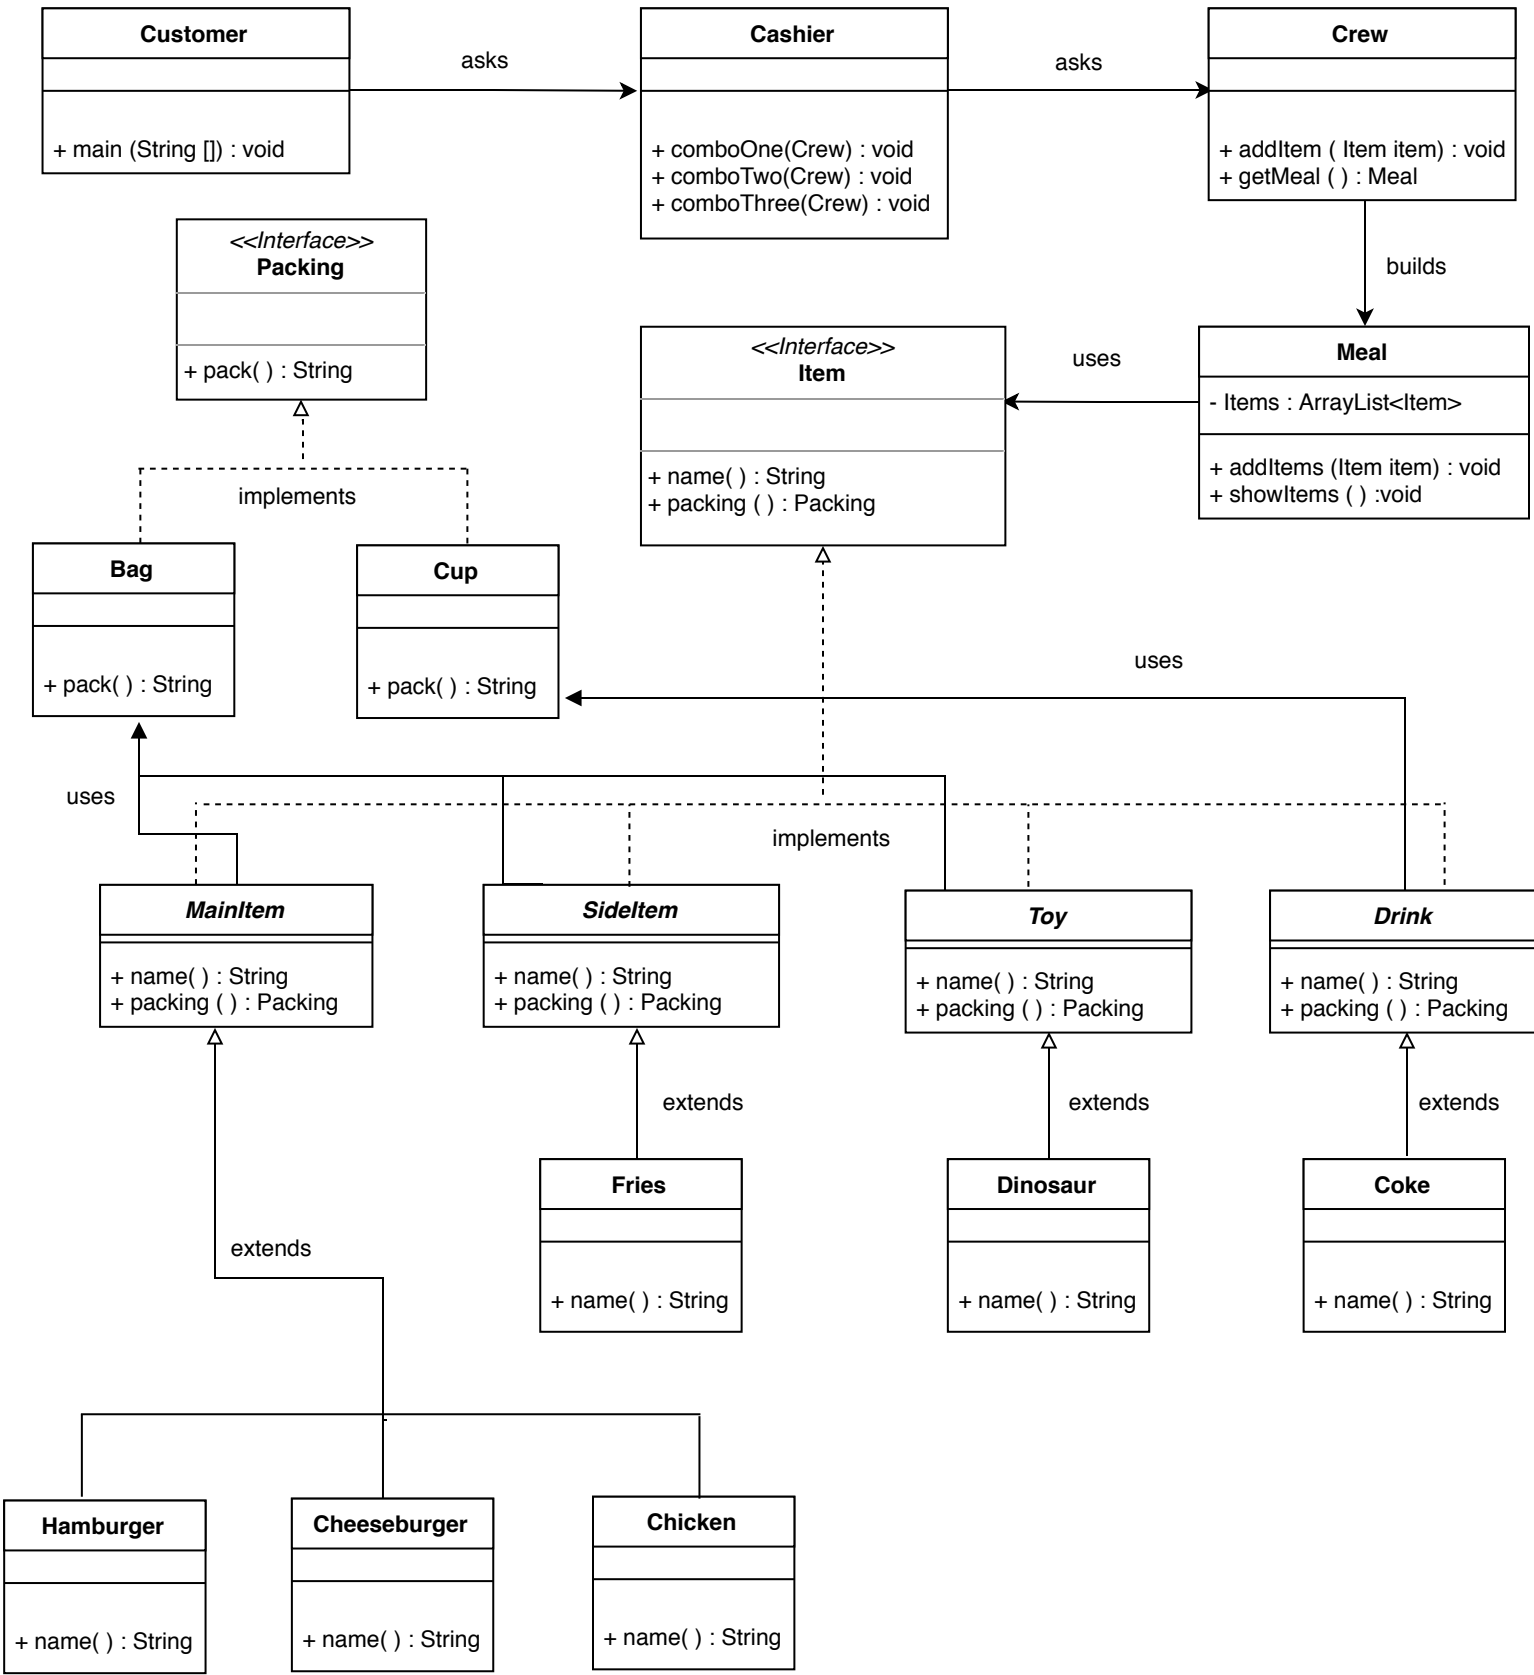 Customer
+ main (String []) : void
asks
Cashier
+ comboOne(Crew) : void
+ comboTwo(Crew) : void
+ comboThree(Crew) : void
asks
Crew
+ addItem ( Item item) : void
+ getMeal ( ) : Meal
builds
<<Interface>>
Packing
+ pack( ) : String
implements
<<Interface>>
Item
+ name( ) : String
+ packing ( ) : Packing
uses
Meal
- Items : ArrayList<Item>
+ addItems (Item item) : void
+ showItems ( ) :void
Bag
+ pack( ) : String
Cup
+ pack( ) : String
uses
uses
implements
MainItem
+ name( ) : String
+ packing ( ) : Packing
SideItem
+ name( ) : String
+ packing ( ) : Packing
Toy
+ name( ) : String
+ packing ( ) : Packing
Drink
+ name( ) : String
+ packing ( ) : Packing
extends
extends
extends
Fries
+ name( ) : String
Dinosaur
+ name( ) : String
Coke
+ name( ) : String
extends
Hamburger
+ name( ) : String
Cheeseburger
+ name( ) : String
Chicken
+ name( ) : String